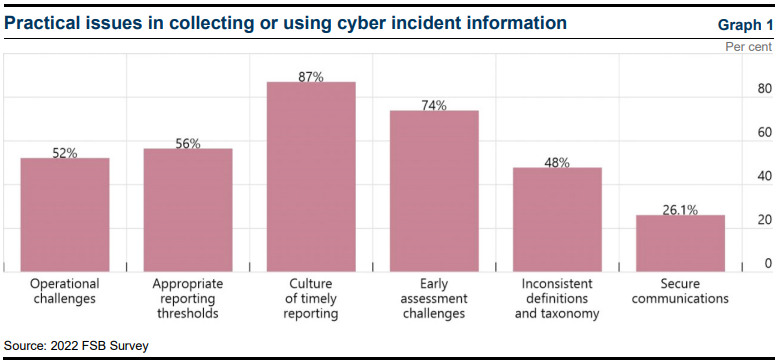 Practical issues in collecting or using cyber incident information
Graph 1
Per cent
87%
80
74%
60
56%
52%
48%
40
26.1%
20
0
Operational
challenges
Appropriate
reporting
thresholds
Culture
of timely
reporting
Early
assessment
challenges
Inconsistent
definitions
and taxonomy
Secure
communications
Source: 2022 FSB Survey